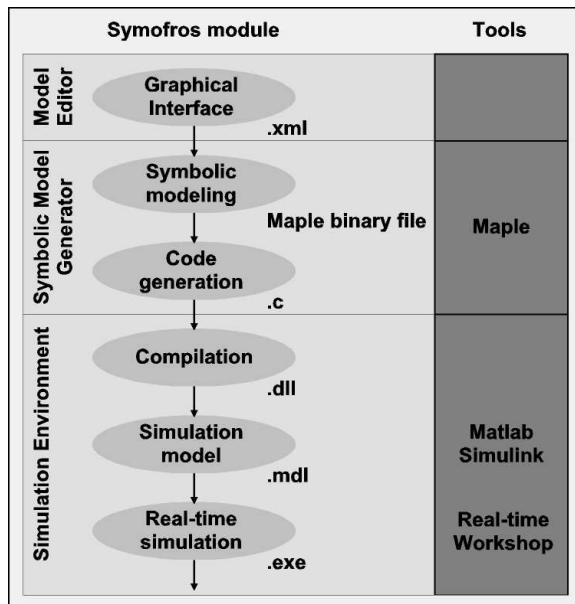 Symofros module
Tools
Model
Editor
Graphical
Interface
.xml
Symbolic Model
Generator
Symbolic
modeling
Maple binary file
Maple
Code
generation
.c
Simulation Environment
Compilation
.dll
Simulation
model
.mdl
Matlab
Simulink
Real-time
simulation
.exe
Real-time
Workshop